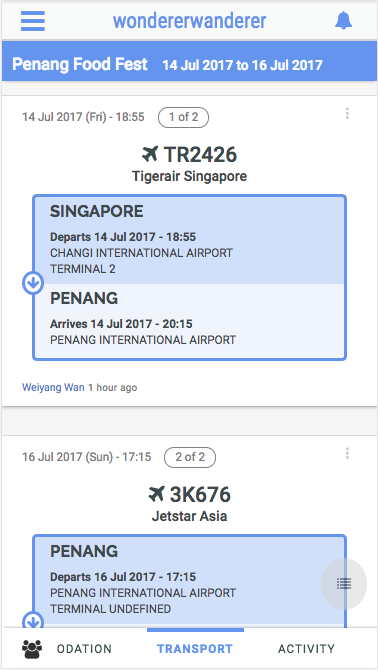 wondererwanderer
Penang Food Fest 14 Jul 2017 to 16 Jul 2017
14 Jul 2017 (Fri) - 18:55 1 of 2
TR2426
Tigerair Singapore
SINGAPORE
Departs 14 Jul 2017 - 18:55
CHANGI INTERNATIONAL AIRPORT
TERMINAL 2
PENANG
Arrives 14 Jul 2017 - 20:15
PENANG INTERNATIONAL AIRPORT
Weiyang Wan 1 hour ago
16 Jul 2017 (Sun) - 17:15 2 of 2
3K676
Jetstar Asia
PENANG
Departs 16 Jul 2017 - 17:15
PENANG INTERNATIONAL AIRPORT
TERMINAL UNDEFINED
ODATION TRANSPORT ACTIVITY